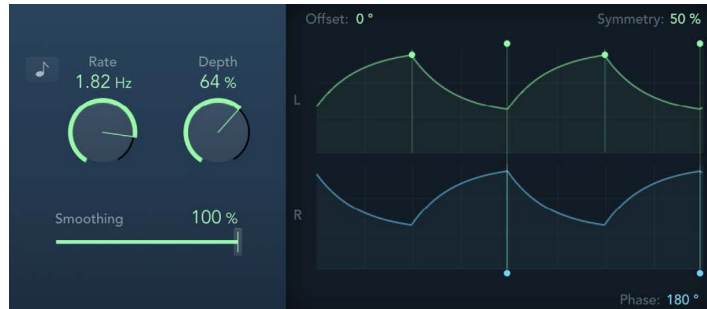 Offset: 0 °
Symmetry: 50 %
Rate
1.82 Hz
Depth
64 %
L
Smoothing
100 %
R
Phase: 180 °